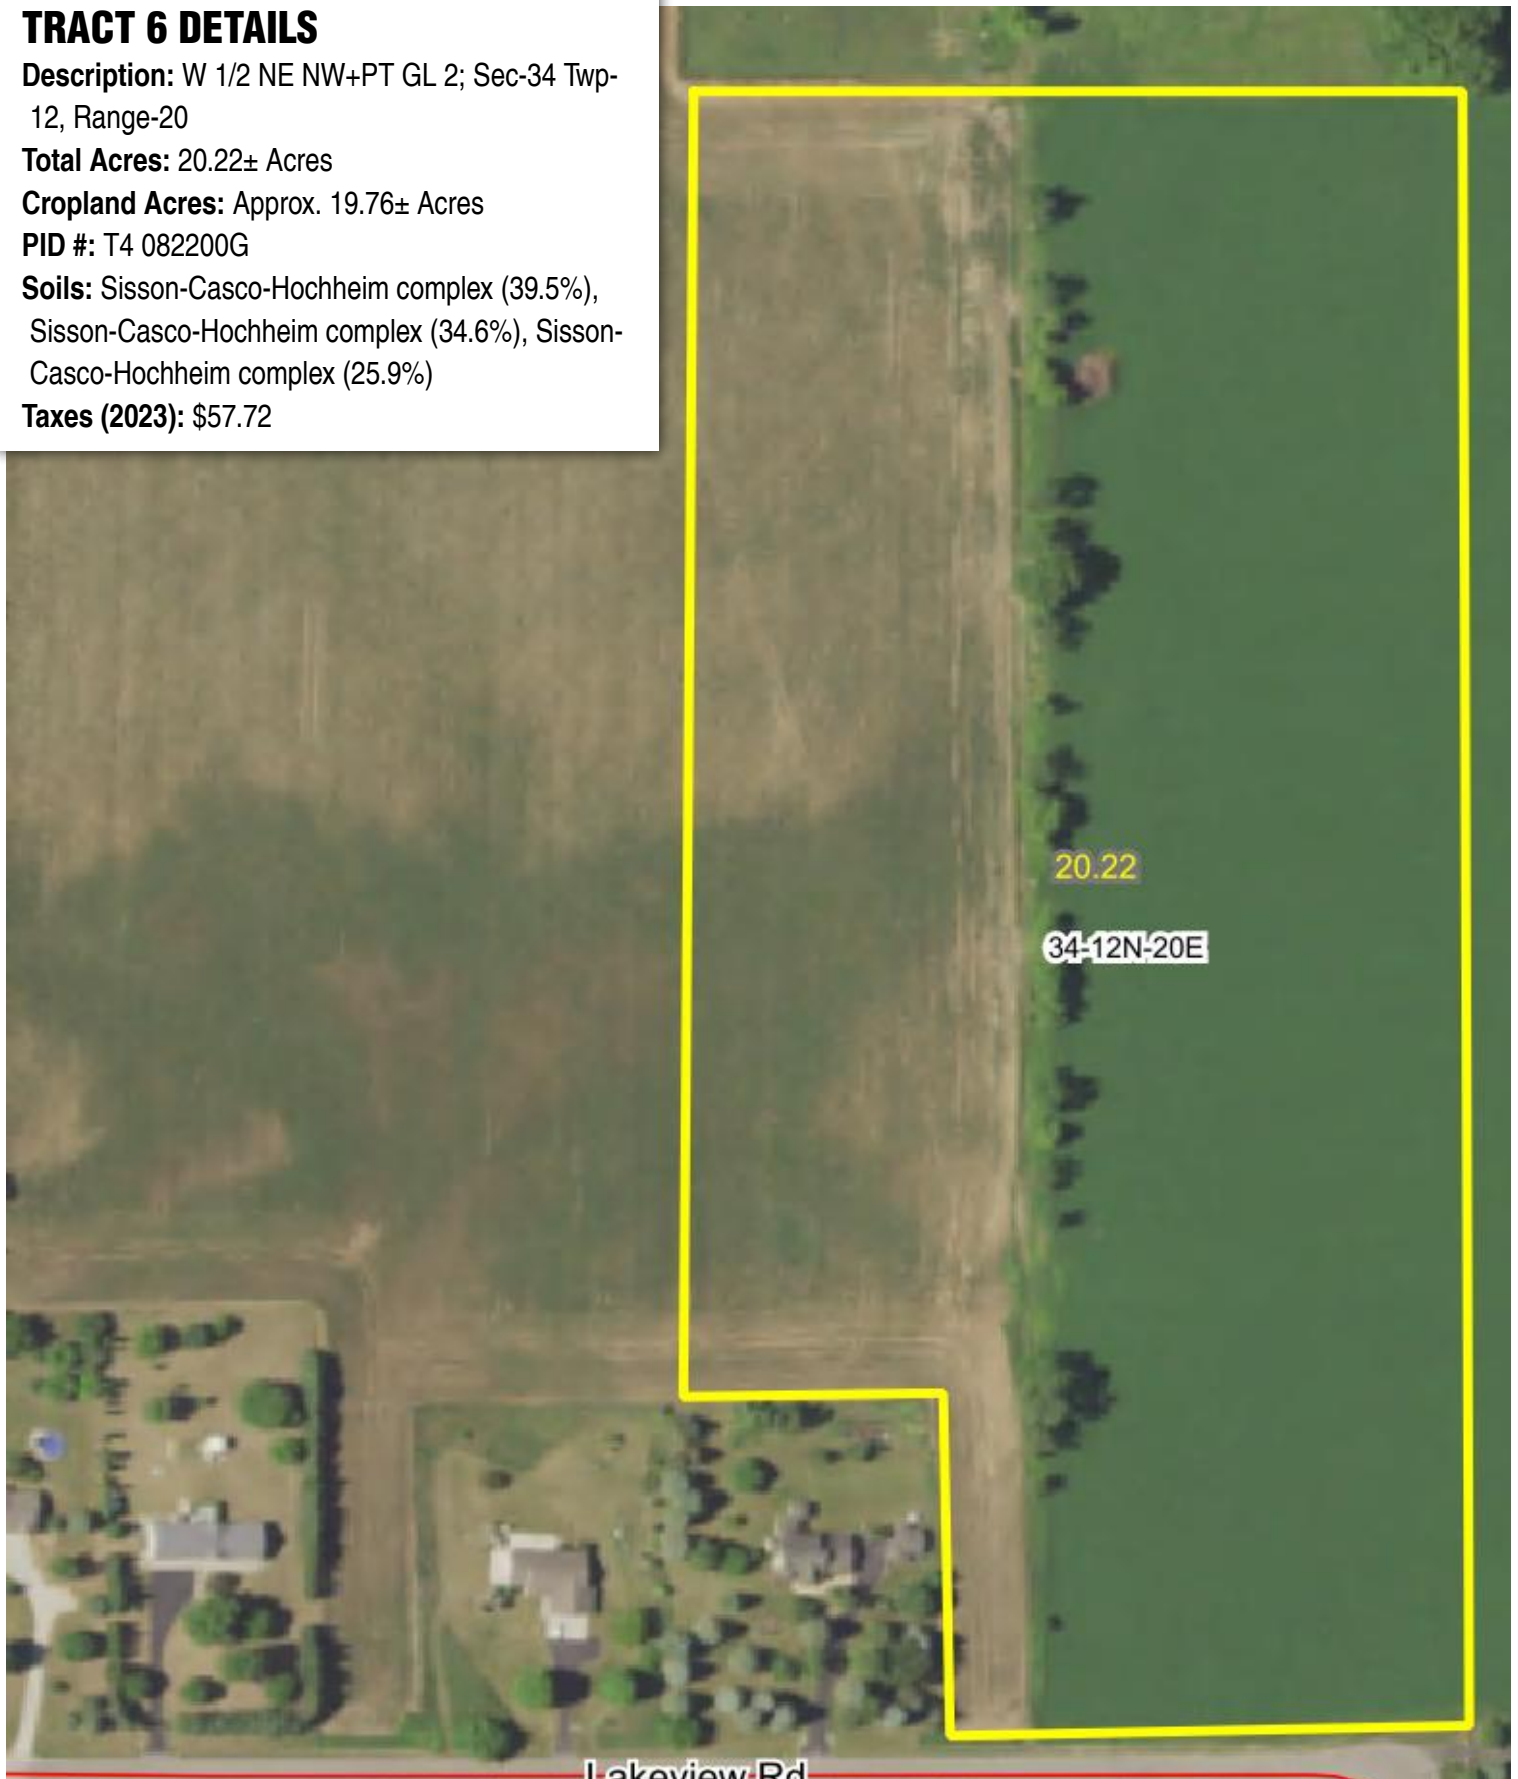 TRACT 6 DETAILS
Description: W 1/2 NE NW+PT GL 2; Sec-34 Twp-
12, Range-20
Total Acres: 20.22± Acres
Cropland Acres: Approx. 19.76± Acres
PID #: T4 082200G
Soils: Sisson-Casco-Hochheim complex (39.5%),
Sisson-Casco-Hochheim complex (34.6%), Sisson-
Casco-Hochheim complex (25.9%)
Taxes (2023): $57.72
20.22
34-12N-20E
Lakeview Rd